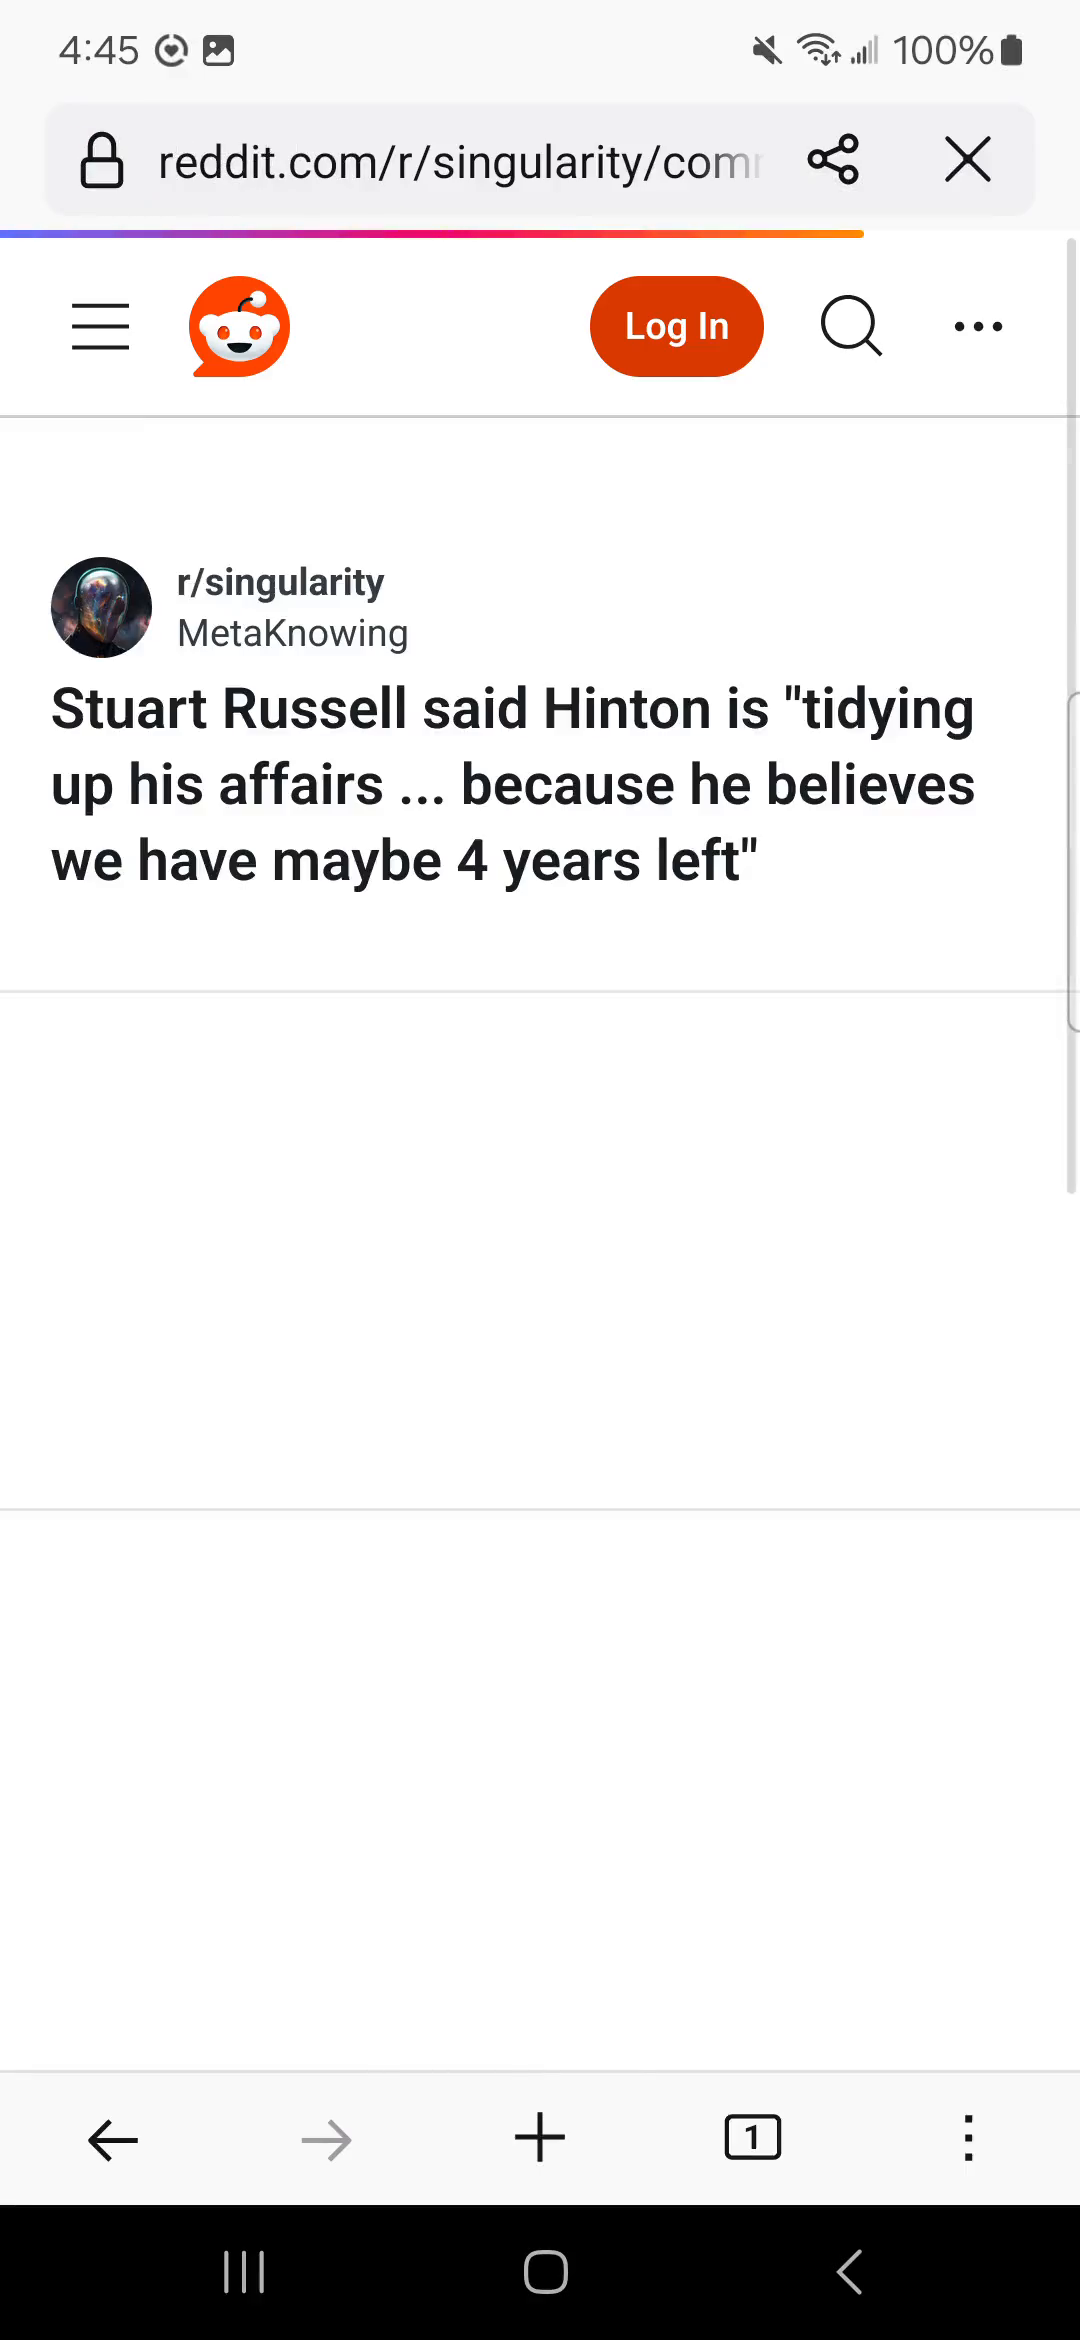 4:45
100%
reddit.com/r/singularity/com
Log In
r/singularity
MetaKnowing
Stuart Russell said Hinton is "tidying
up his affairs ... because he believes
we have maybe 4 years left"
1